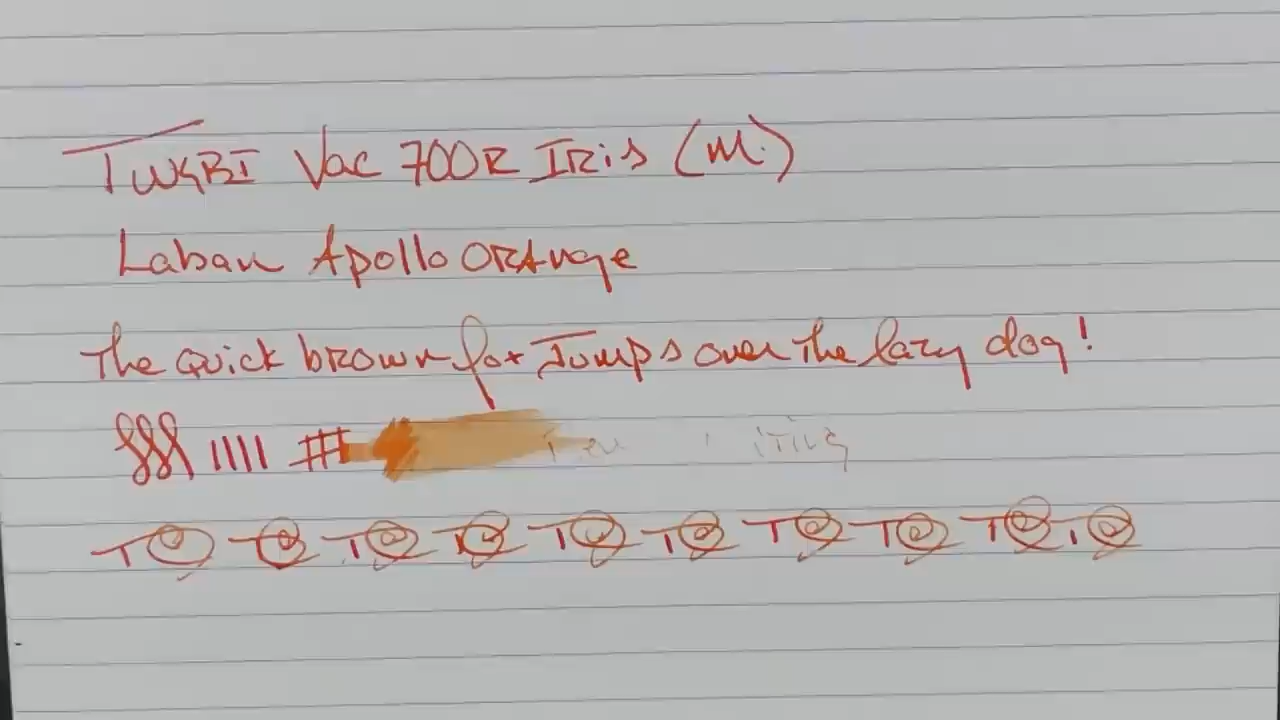 TWSBI Vac 700R IRis (M.)
Laban Apollo ORANge
The Quick brown fox Jumps over The lazy dog!